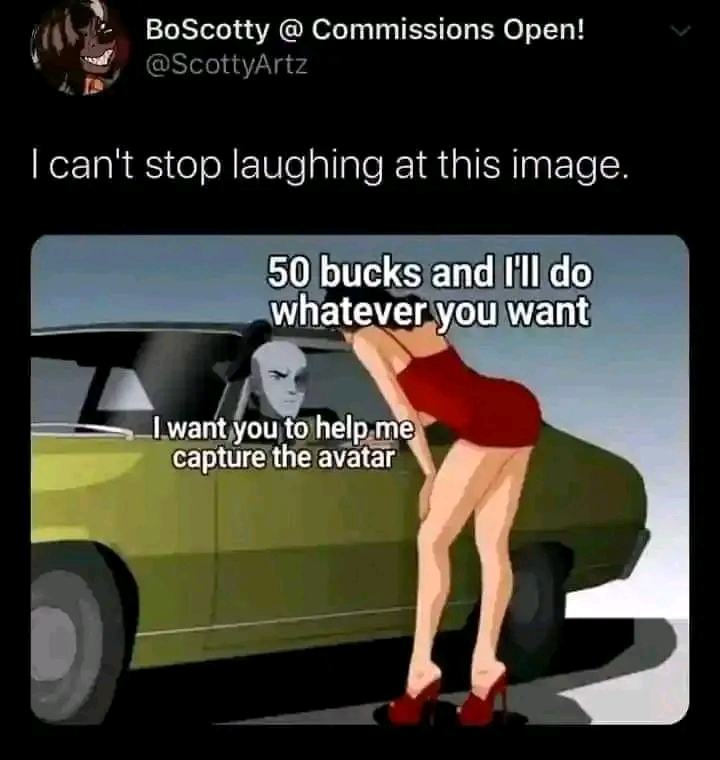 BoScotty @ Commissions Open!
@ScottyArtz
I can't stop laughing at this image.
50 bucks and I'll do
whatever you want
I want you to help me
capture the avatar